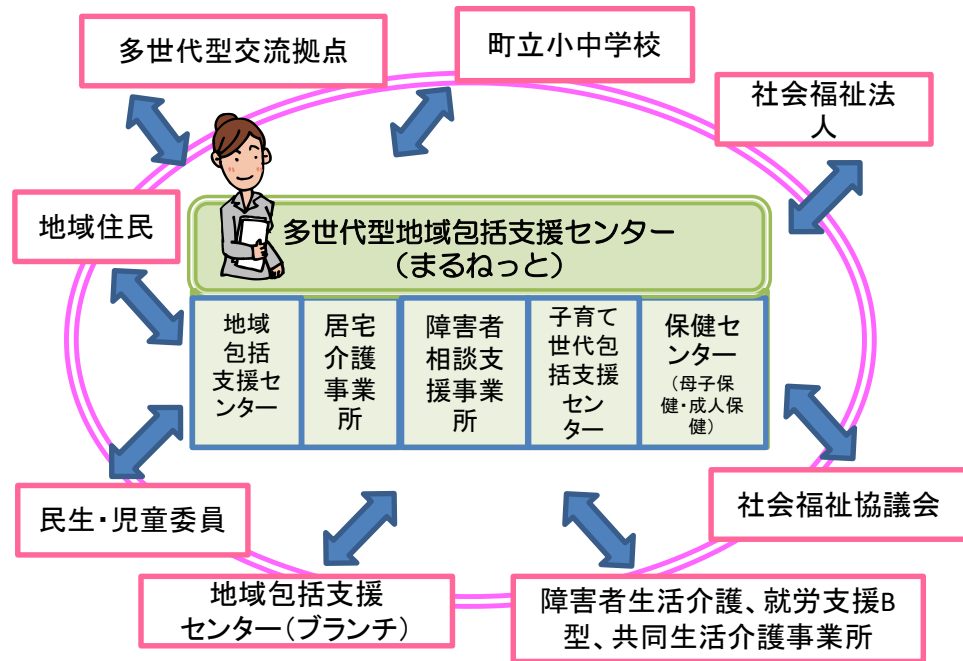 多世代型交流拠点
町立小中学校
社会福祉法
人
地域住民
多世代型地域包括支援センター
（まるねっと）
地域
包括
支援セ
ンター
居宅
介護
事業
所
障害者
相談支
援事業
所
子育て
世代包
括支援
セン
ター
保健セ
ンター
（母子保
健・成人保
健）
民生・児童委員
社会福祉協議会
地域包括支援
センター（ブランチ）
障害者生活介護、就労支援B
型、共同生活介護事業所